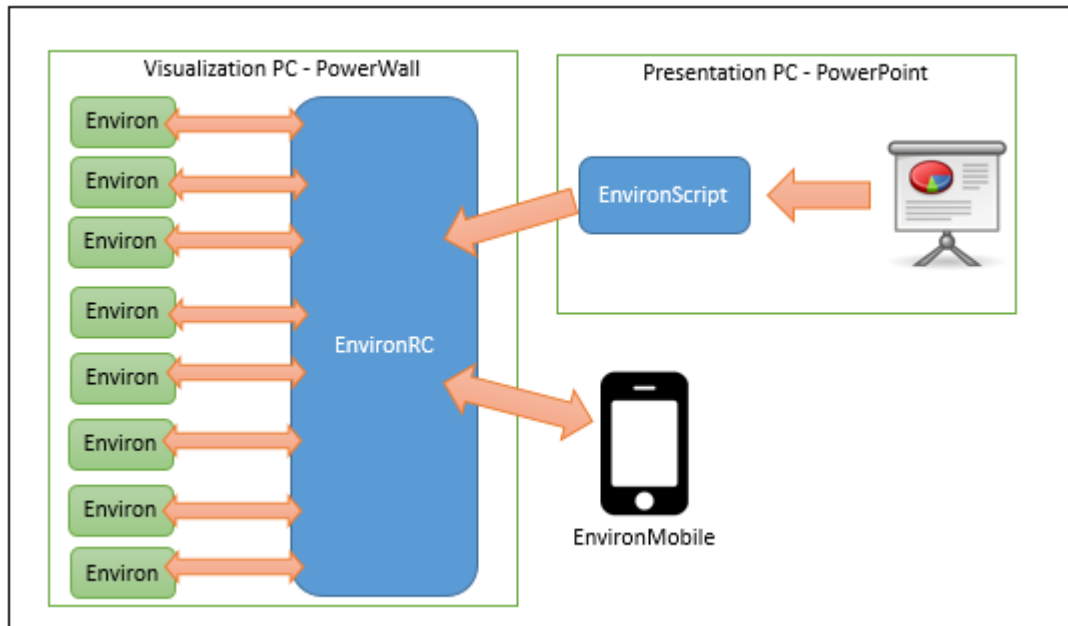 Visualization PC - PowerWall
Environ
Environ
Environ
Environ
Environ
Environ
Environ
Environ
EnvironRC
Presentation PC - PowerPoint
EnvironScript
EnvironMobile